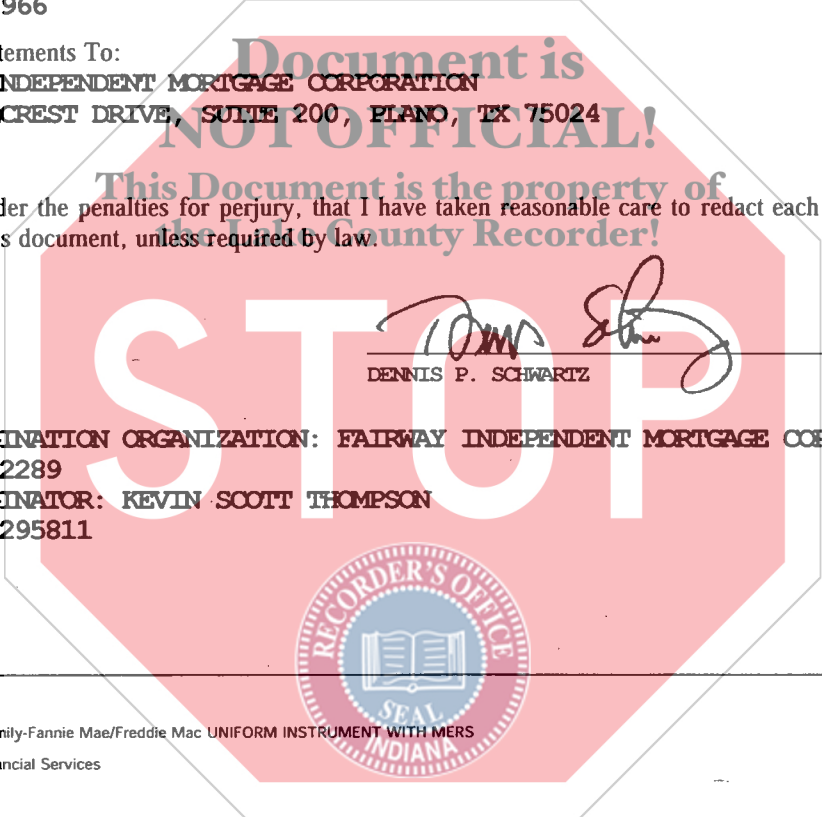 966
tements To:
Document is
NDEPENDENT MORTGAGE CORPORATION
CREST DRIVE, SUITE 200, PLANO, TX 75024
NOT OFFICIAL!
This Document is the property of
der the penalties for perjury, that I have taken reasonable care to redact each
s document, unless required by law.
the Lake County Recorder!
STOP
DENNIS P. SCHWARTZ
INATION ORGANIZATION: FAIRWAY INDEPENDENT MORTGAGE COR
2289
INATOR: KEVIN SCOTT THOMPSON
295811
RECORDER'S OFFICE
SEAL
INDIANA
mily-Fannie Mae/Freddie Mac UNIFORM INSTRUMENT WITH MERS
ancial Services